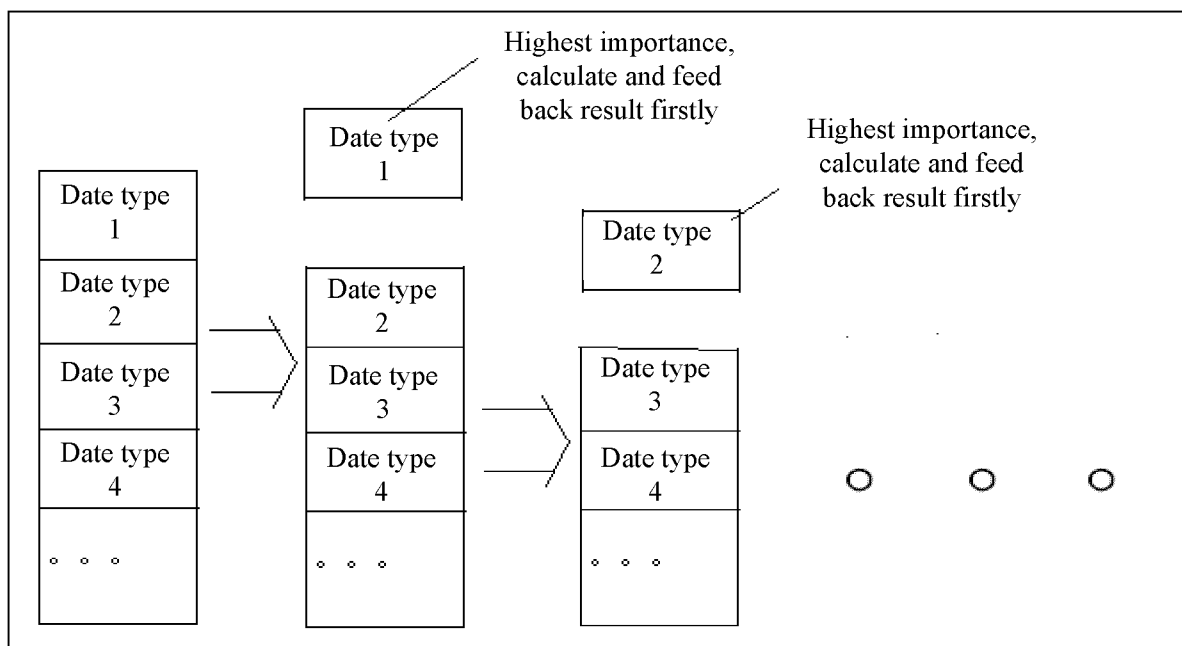 Highest importance,
calculate and feed
back result firstly
Date type
1
Highest importance,
calculate and feed
back result firstly
Date type
2
Date type
1
Date type
2
Date type
3
Date type
4
Date type
2
Date type
3
Date type
4
Date type
3
Date type
4